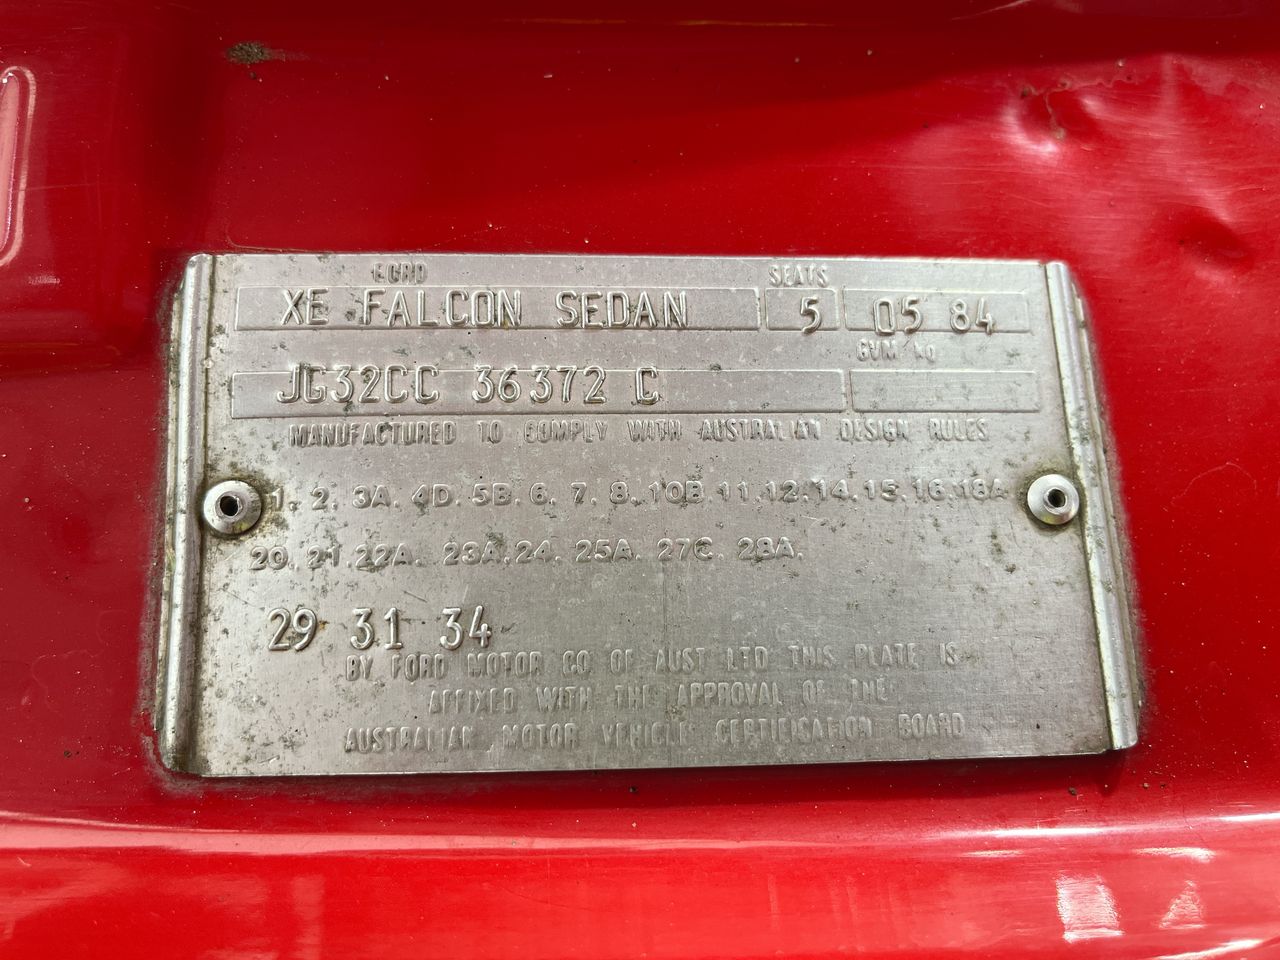 FORD SEATS
XE FALCON SEDAN 5 05 84
GVM KG
JG32CC 36372 C
MANUFACTURED TO COMPLY WITH AUSTRALIAN DESIGN RULES
1. 2. 3A. 4D. 5B. 6. 7. 8. 10B. 11. 12. 14. 15. 16. 18A
20. 21. 22A. 23A. 24. 25A. 27C. 28A.
29 31 34
BY FORD MOTOR CO OF AUST LTD THIS PLATE IS
AFFIXED WITH THE APPROVAL OF THE
AUSTRALIAN MOTOR VEHICLE CERTIFICATION BOARD